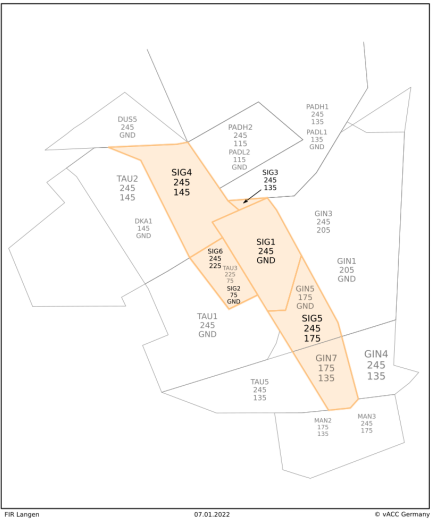 PADH1
245
135
PADL1
135
GND
DUS5
245
GND
PADH2
245
115
PADL2
115
GND
SIG3
245
135
SIG4
245
145
TAU2
245
145
DKA1
145
GND
GIN3
245
205
SIG1
245
GND
SIG6
245
225
TAU3
225
75
SIG2
75
GND
GIN1
205
GND
GIN5
175
GND
TAU1
245
GND
SIG5
245
175
GIN7
175
135
GIN4
245
135
TAU5
245
135
MAN2
175
135
MAN3
245
175
FIR Langen
07.01.2022
© vACC Germany